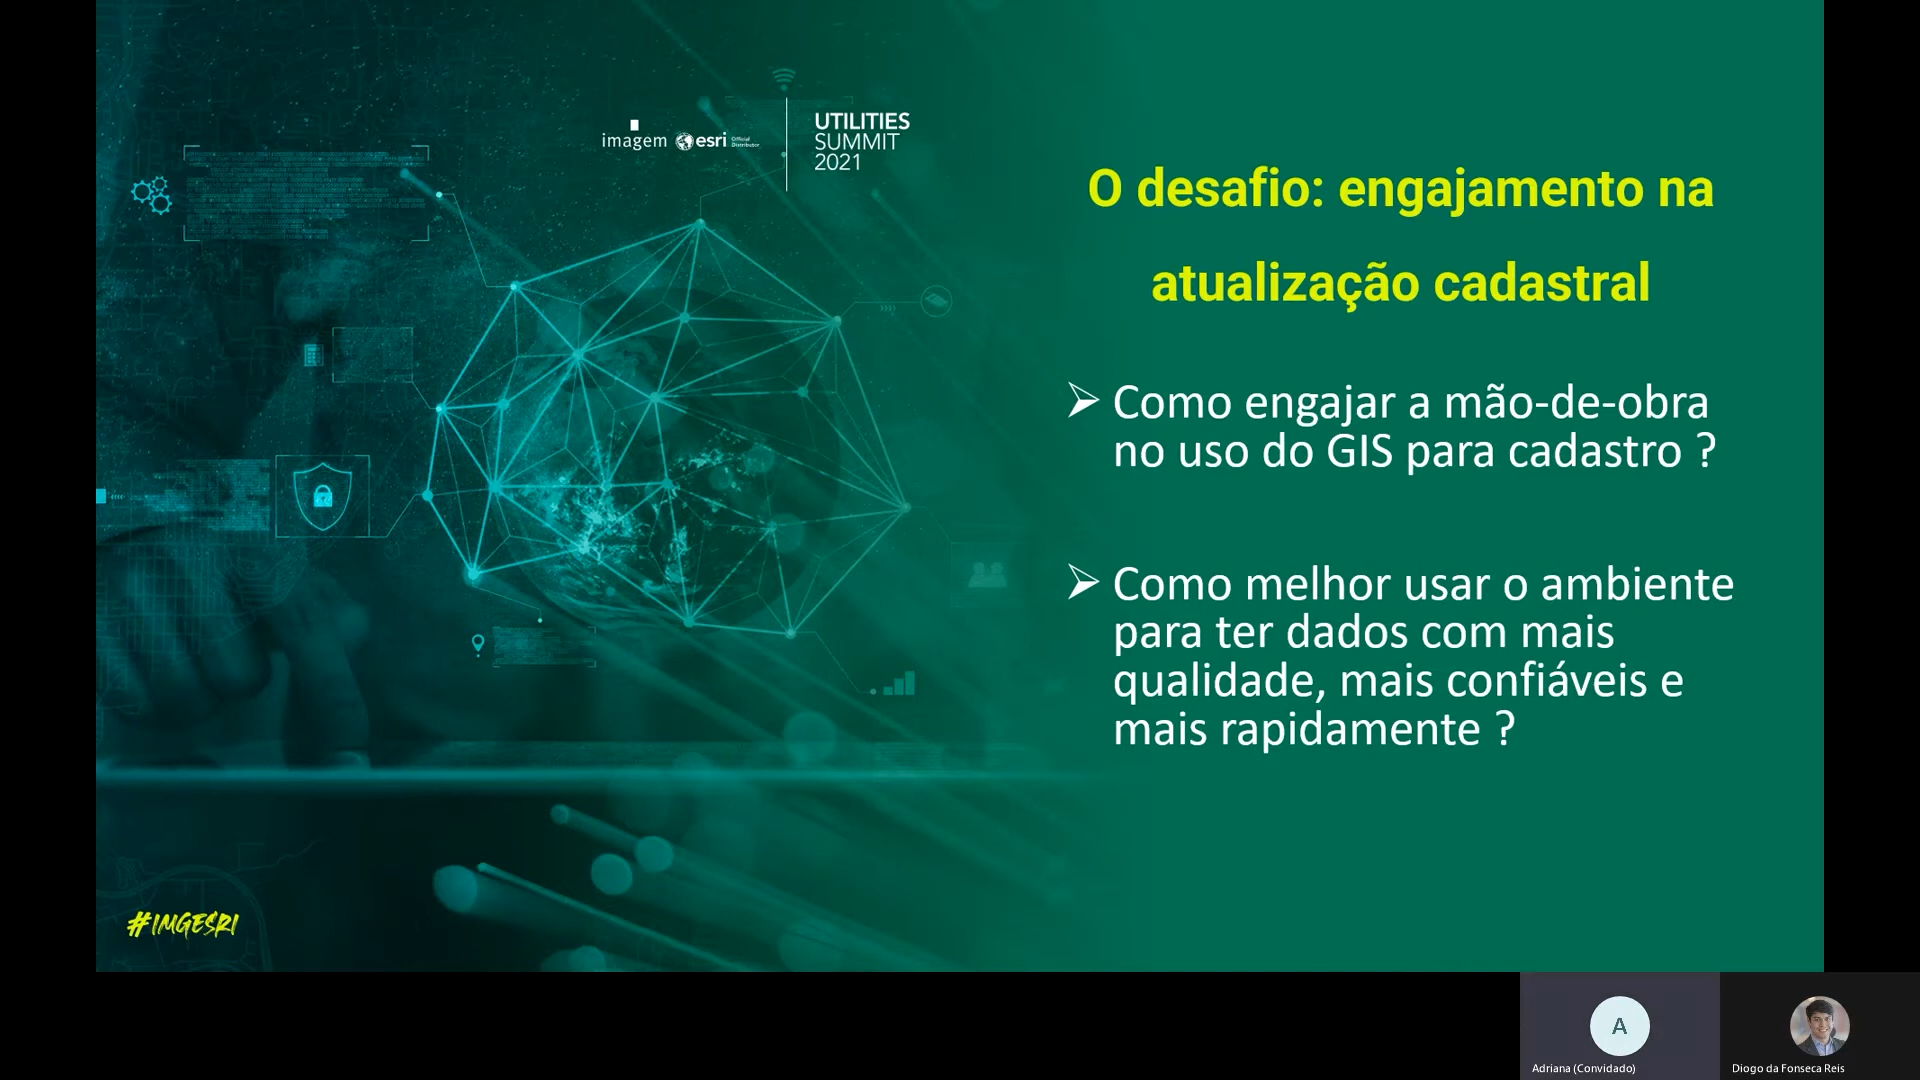 imagem esri Official Distributor
UTILITIES
SUMMIT
2021
O desafio: engajamento na
atualização cadastral
Como engajar a mão-de-obra
no uso do GIS para cadastro ?
Como melhor usar o ambiente
para ter dados com mais
qualidade, mais confiáveis e
mais rapidamente ?
#IMGESRI
A
Adriana (Convidado)
Diogo da Fonseca Reis